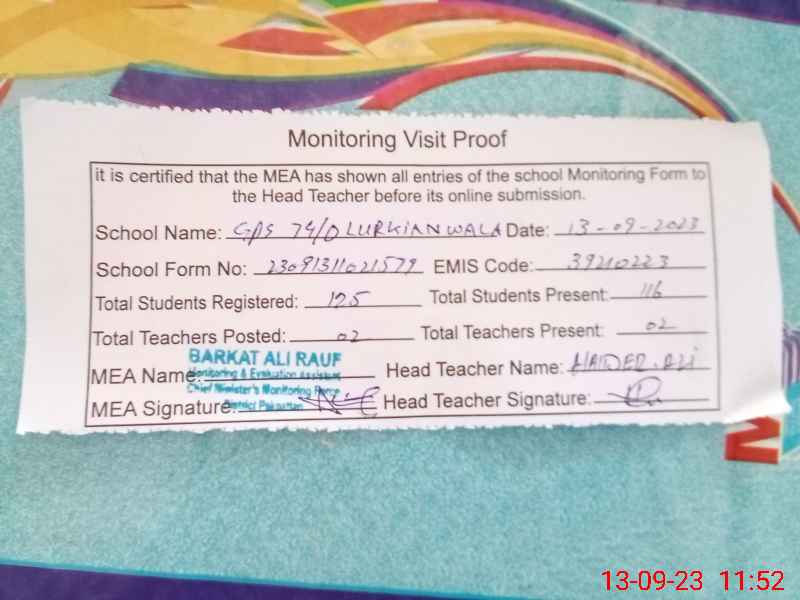 Monitoring Visit Proof
it is certified that the MEA has shown all entries of the school Monitoring Form to
the Head Teacher before its online submission.
School Name: GPS 74/D LURKIANWALA Date: 13-09-2023
School Form No: 23091311021579 EMIS Code: 39210223
Total Students Registered: 125 Total Students Present: 116
Total Teachers Posted: 02 Total Teachers Present: 02
BARKAT ALI RAUF
MEA Name: Monitoring & Evaluation Assistant Head Teacher Name: HAIDER.ALI
Chief Minister's Monitoring Force
MEA Signature: District Pakpattan Head Teacher Signature:
M
13-09-23 11:52